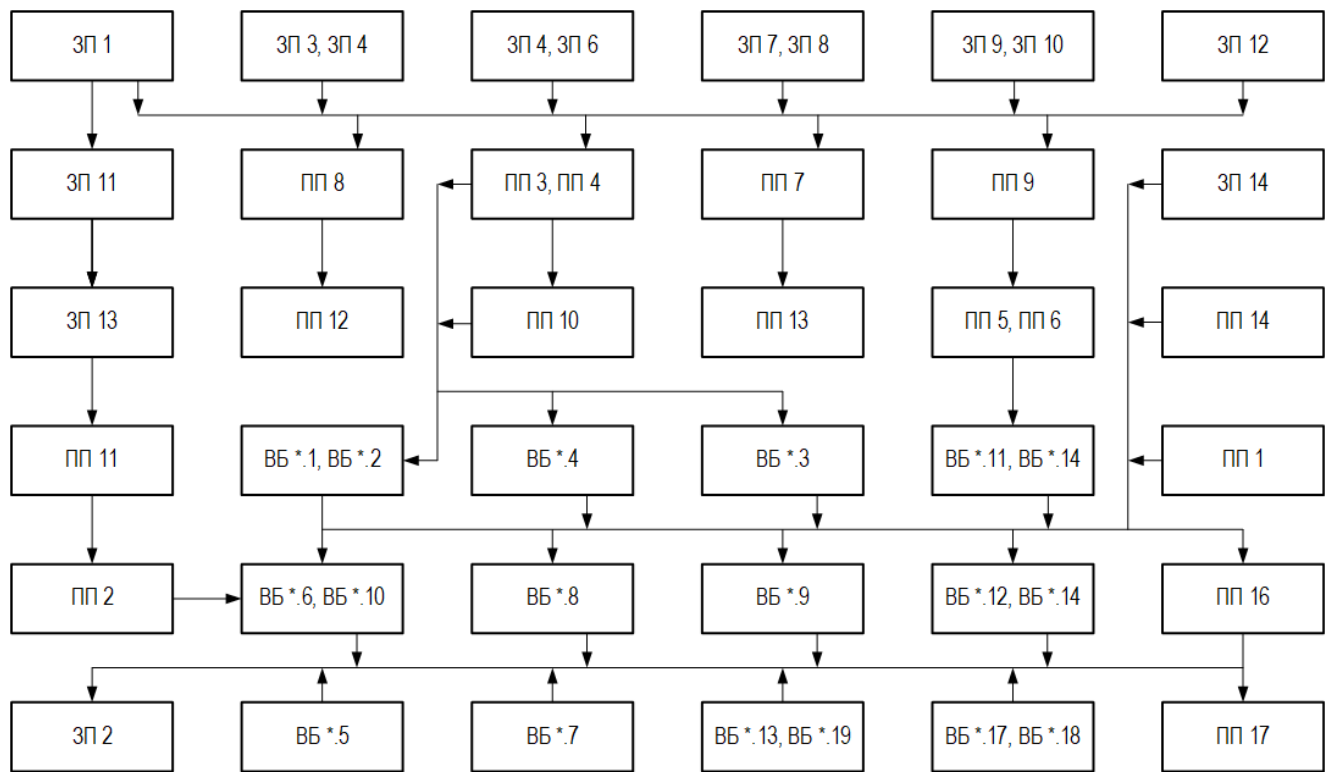 ЗП 1
ЗП 3, ЗП 4
ЗП 4, ЗП 6
ЗП 7, ЗП 8
ЗП 9, ЗП 10
ЗП 12
ЗП 11
ПП 8
ПП 3, ПП 4
ПП 7
ПП 9
ЗП 14
ЗП 13
ПП 12
ПП 10
ПП 13
ПП 5, ПП 6
ПП 14
ПП 11
ВБ *.1, ВБ *.2
ВБ *.4
ВБ *.3
ВБ *.11, ВБ *.14
ПП 1
ПП 2
ВБ *.6, ВБ *.10
ВБ *.8
ВБ *.9
ВБ *.12, ВБ *.14
ПП 16
ЗП 2
ВБ *.5
ВБ *.7
ВБ *.13, ВБ *.19
ВБ *.17, ВБ *.18
ПП 17